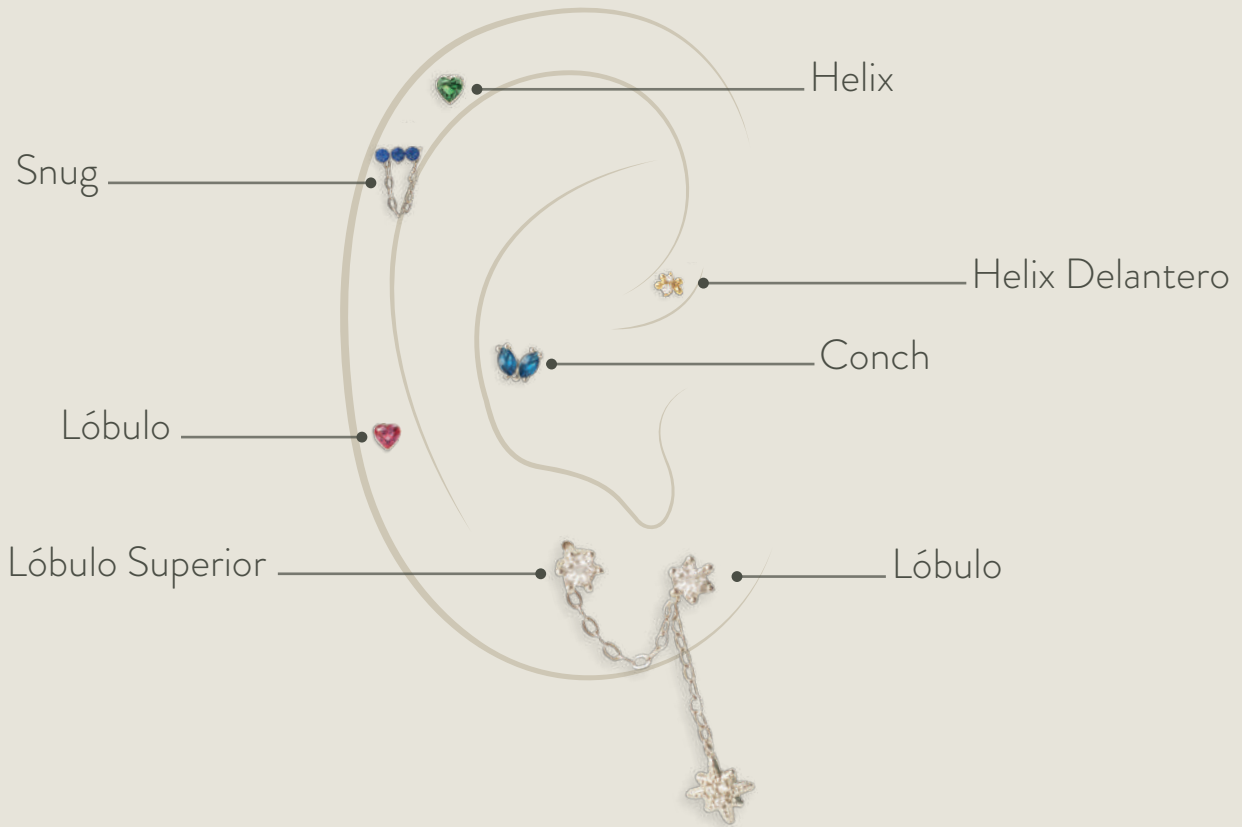 Helix
Snug
Helix Delantero
Conch
Lóbulo
Lóbulo Superior
Lóbulo